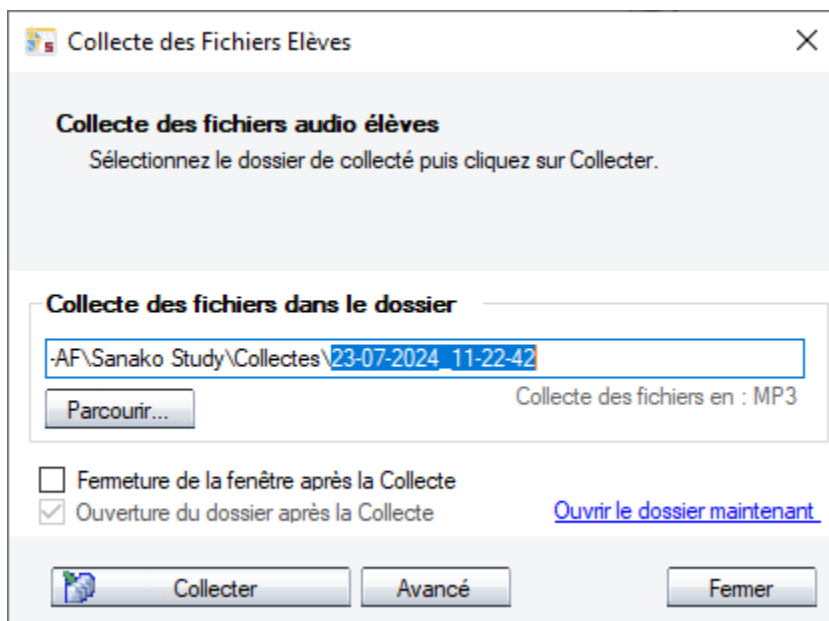 Collecte des Fichiers Elèves
Collecte des fichiers audio élèves
Sélectionnez le dossier de collecté puis cliquez sur Collecter.
Collecte des fichiers dans le dossier
-AF\Sanako Study\Collectes\23-07-2024_11-22-42
Parcourir...
Collecte des fichiers en : MP3
Fermeture de la fenêtre après la Collecte
Ouverture du dossier après la Collecte
Ouvrir le dossier maintenant
Collecter
Avancé
Fermer